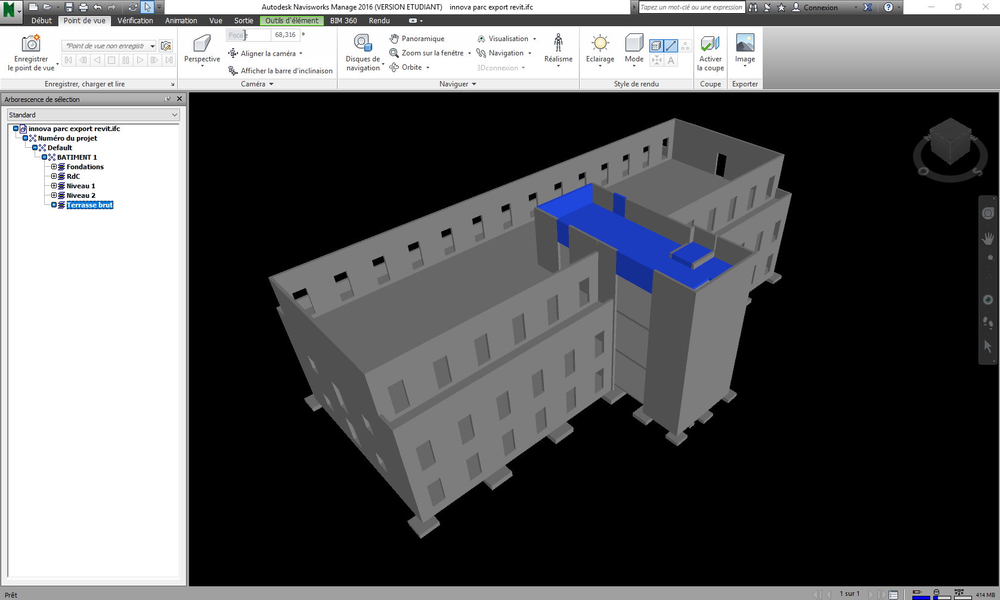 Autodesk Navisworks Manage 2016 (VERSION ETUDIANT) innova parc export revit.ifc
Tapez un mot-clé ou une expression
Connexion
Début Point de vue Vérification Animation Vue Sortie Outils d'élément BIM 360 Rendu
Enregistrer
le point de vue
*Point de vue non enregistr
Enregistrer, charger et lire
Perspective
Focale 68,316 °
Aligner la caméra
Afficher la barre d'inclinaison
Caméra
Disques de
navigation
Panoramique
Zoom sur la fenêtre
Orbite
Visualisation
Navigation
3Dconnexion
Réalisme
Naviguer
Eclairage
Mode
A
Style de rendu
Activer
la coupe
Coupe
Image
Exporter
Arborescence de sélection
Standard
innova parc export revit.ifc
Numéro du projet
Default
BATIMENT 1
Fondations
RdC
Niveau 1
Niveau 2
Terrasse brut
O
S
Prêt
1 sur 1
414 MB